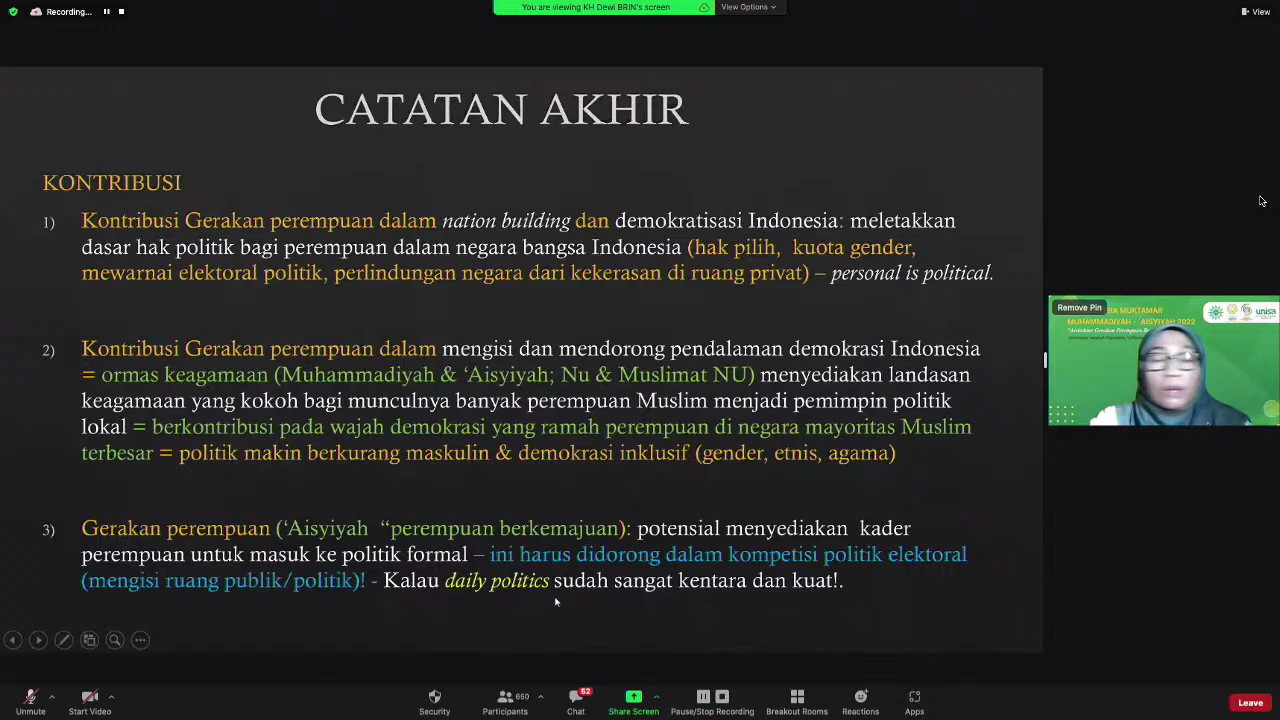 Recording...
You are viewing KH Dewi BRIN's screen
View Options
View
CATATAN AKHIR
KONTRIBUSI
1) Kontribusi Gerakan perempuan dalam nation building dan demokratisasi Indonesia: meletakkan
dasar hak politik bagi perempuan dalam negara bangsa Indonesia (hak pilih, kuota gender,
mewarnai elektoral politik, perlindungan negara dari kekerasan di ruang privat) – personal is political.
2) Kontribusi Gerakan perempuan dalam mengisi dan mendorong pendalaman demokrasi Indonesia
= ormas keagamaan (Muhammadiyah & ‘Aisyiyah; Nu & Muslimat NU) menyediakan landasan
keagamaan yang kokoh bagi munculnya banyak perempuan Muslim menjadi pemimpin politik
lokal = berkontribusi pada wajah demokrasi yang ramah perempuan di negara mayoritas Muslim
terbesar = politik makin berkurang maskulin & demokrasi inklusif (gender, etnis, agama)
3) Gerakan perempuan (‘Aisyiyah “perempuan berkemajuan): potensial menyediakan kader
perempuan untuk masuk ke politik formal – ini harus didorong dalam kompetisi politik elektoral
(mengisi ruang publik/politik)! - Kalau daily politics sudah sangat kentara dan kuat!.
Remove Pin
MUKTAMAR
MUHAMMADIYAH - 'AISYIYAH 2022
unisa
Unmute
Start Video
Security
660
Participants
52
Chat
Share Screen
Pause/Stop Recording
Breakout Rooms
Reactions
Apps
Leave